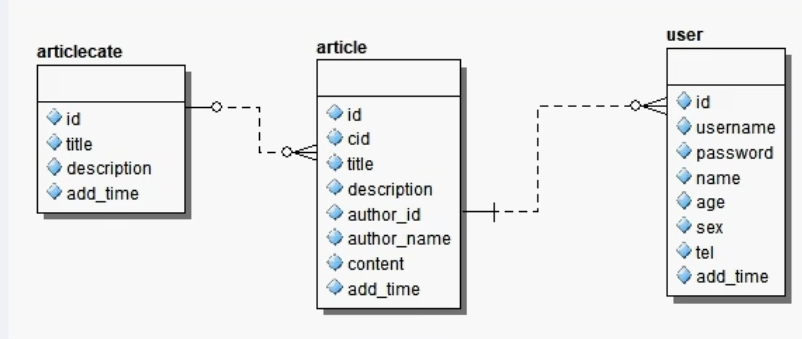 articlecate
id
title
description
add_time
article
id
cid
title
description
author_id
author_name
content
add_time
user
id
username
password
name
age
sex
tel
add_time